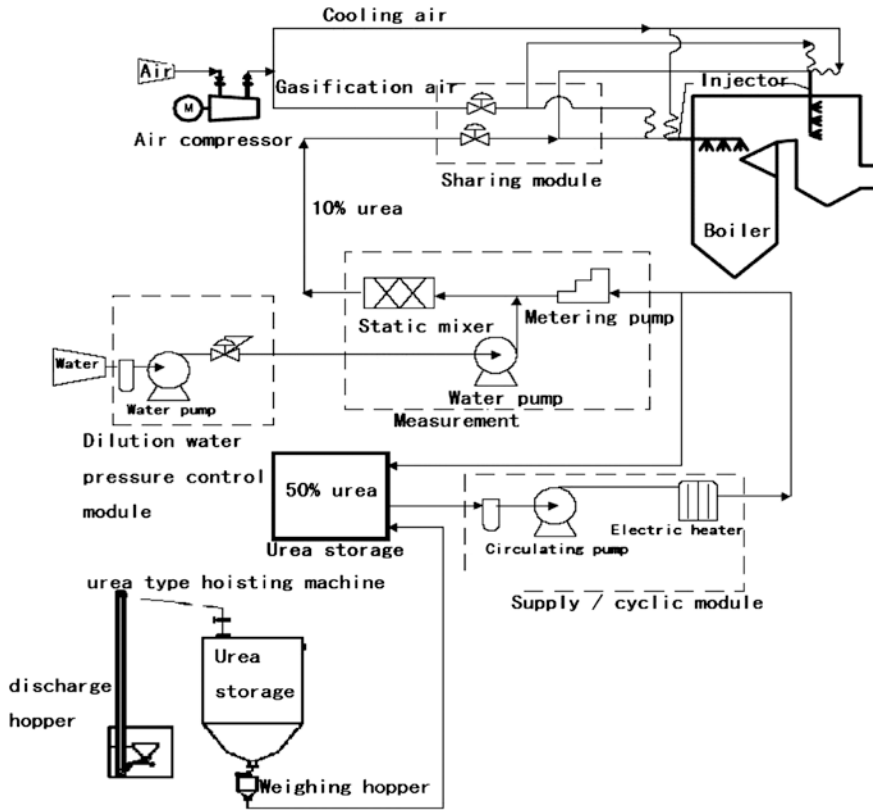 Cooling air
Air
Gasification air
Injector
M
Air compressor
Sharing module
10% urea
Boiler
Static mixer
Metering pump
Water
Water pump
Water pump
Measurement
Dilution water
pressure control
module
50% urea
Urea storage
Electric heater
Circulating pump
urea type hoisting machine
Supply / cyclic module
Urea
storage
discharge
hopper
Weighing hopper